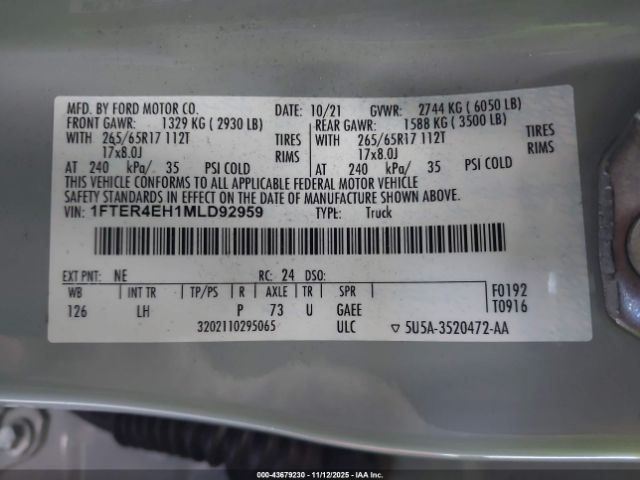 MFD. BY FORD MOTOR CO. DATE: 10/21 GVWR: 2744 KG ( 6050 LB)
FRONT GAWR: 1329 KG ( 2930 LB) REAR GAWR: 1588 KG ( 3500 LB)
WITH 265/65R17 112T TIRES WITH 265/65R17 112T TIRES
17x8.0J RIMS 17x8.0J RIMS
AT 240 kPa/ 35 PSI COLD AT 240 kPa/ 35 PSI COLD
THIS VEHICLE CONFORMS TO ALL APPLICABLE FEDERAL MOTOR VEHICLE
SAFETY STANDARDS IN EFFECT ON THE DATE OF MANUFACTURE SHOWN ABOVE.
VIN: 1FTER4EH1MLD92959 TYPE: Truck
EXT PNT: NE RC: 24 DSO:
WB INT TR TP/PS R AXLE TR SPR F0192
126 LH P 73 U GAEE T0916
3202110295065 ULC ▽ 5U5A-3520472-AA
000-43679230 - 11/12/2025 - IAA Inc.